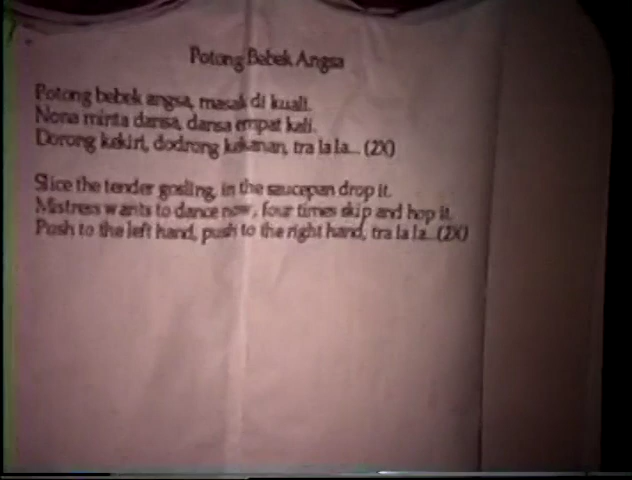 Potong Bebek Angsa
Potong bebek angsa, masak di kuali.
Nona minta dansa, dansa empat kali.
Dorong kekiri, dodrong kekanan, tra la la... (2X)
Slice the tender gosling, in the saucepan drop it.
Mistress wants to dance now, four times skip and hop it.
Push to the left hand, push to the right hand, tra la la...(2X)